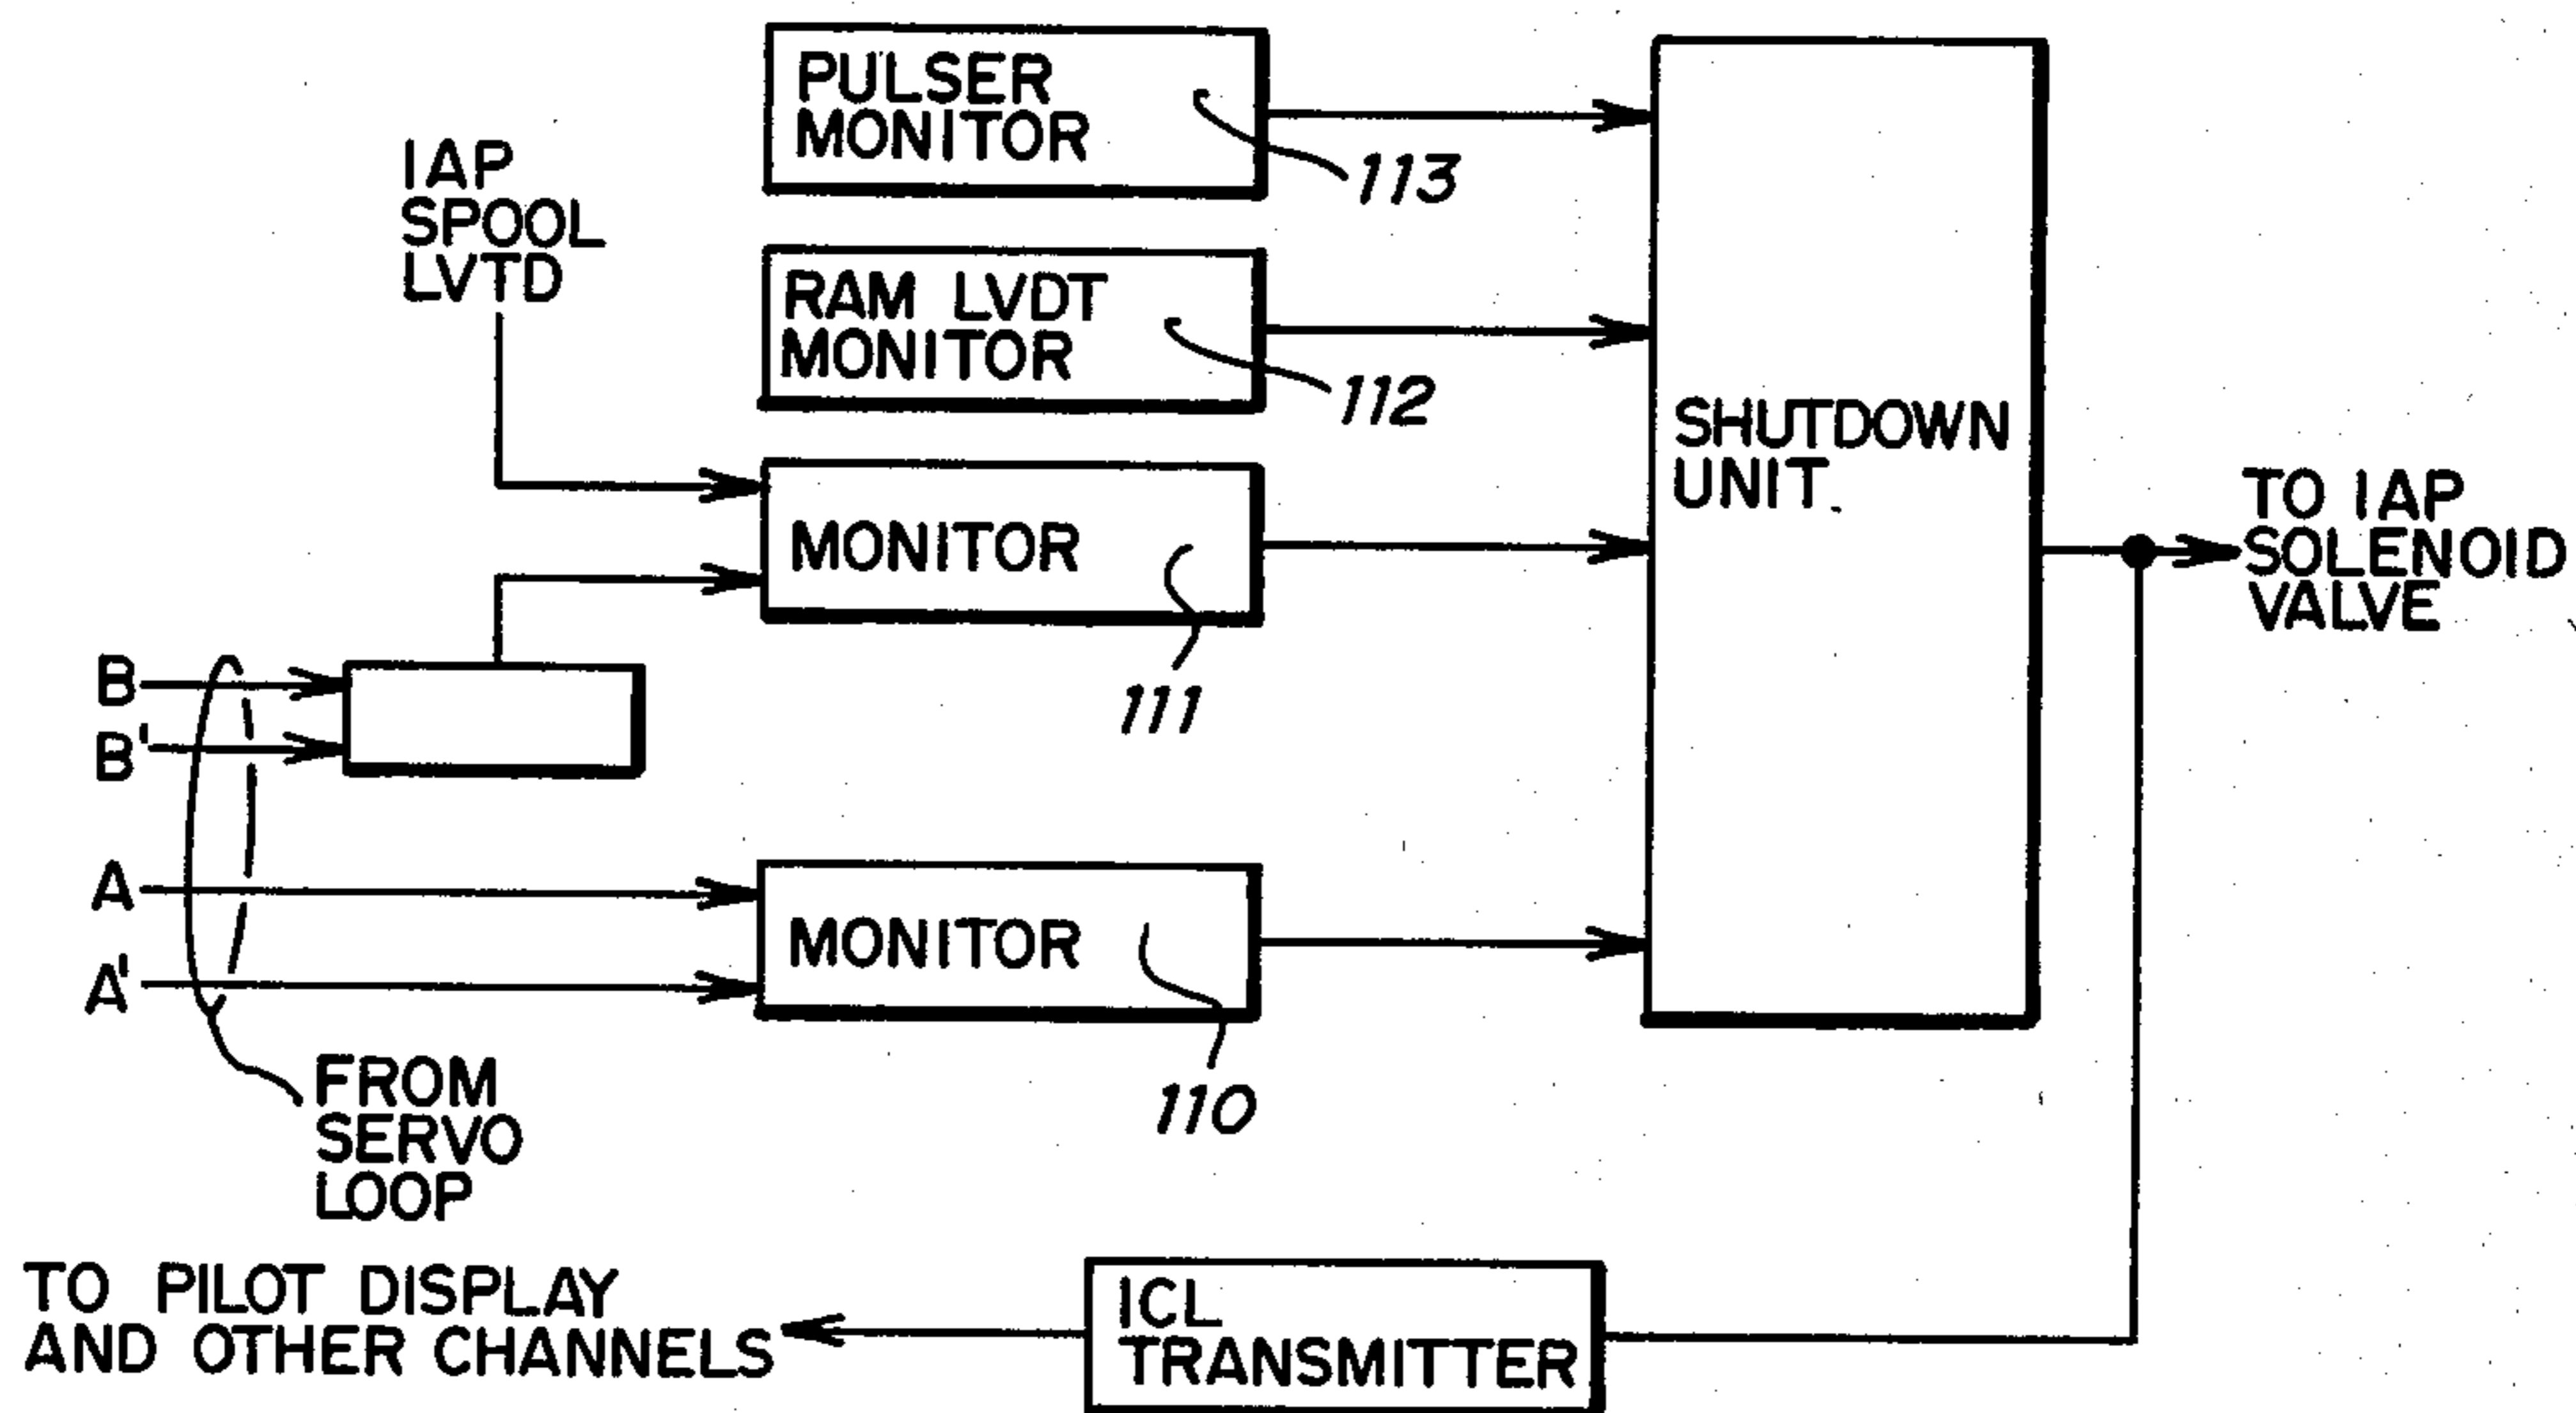 PULSER
MONITOR
113
IAP
SPOOL
LVTD
RAM LVDT
MONITOR
112
SHUTDOWN
UNIT
MONITOR
111
TO IAP
SOLENOID
VALVE
B
B'
A
A'
MONITOR
110
FROM
SERVO
LOOP
TO PILOT DISPLAY
AND OTHER CHANNELS
ICL
TRANSMITTER